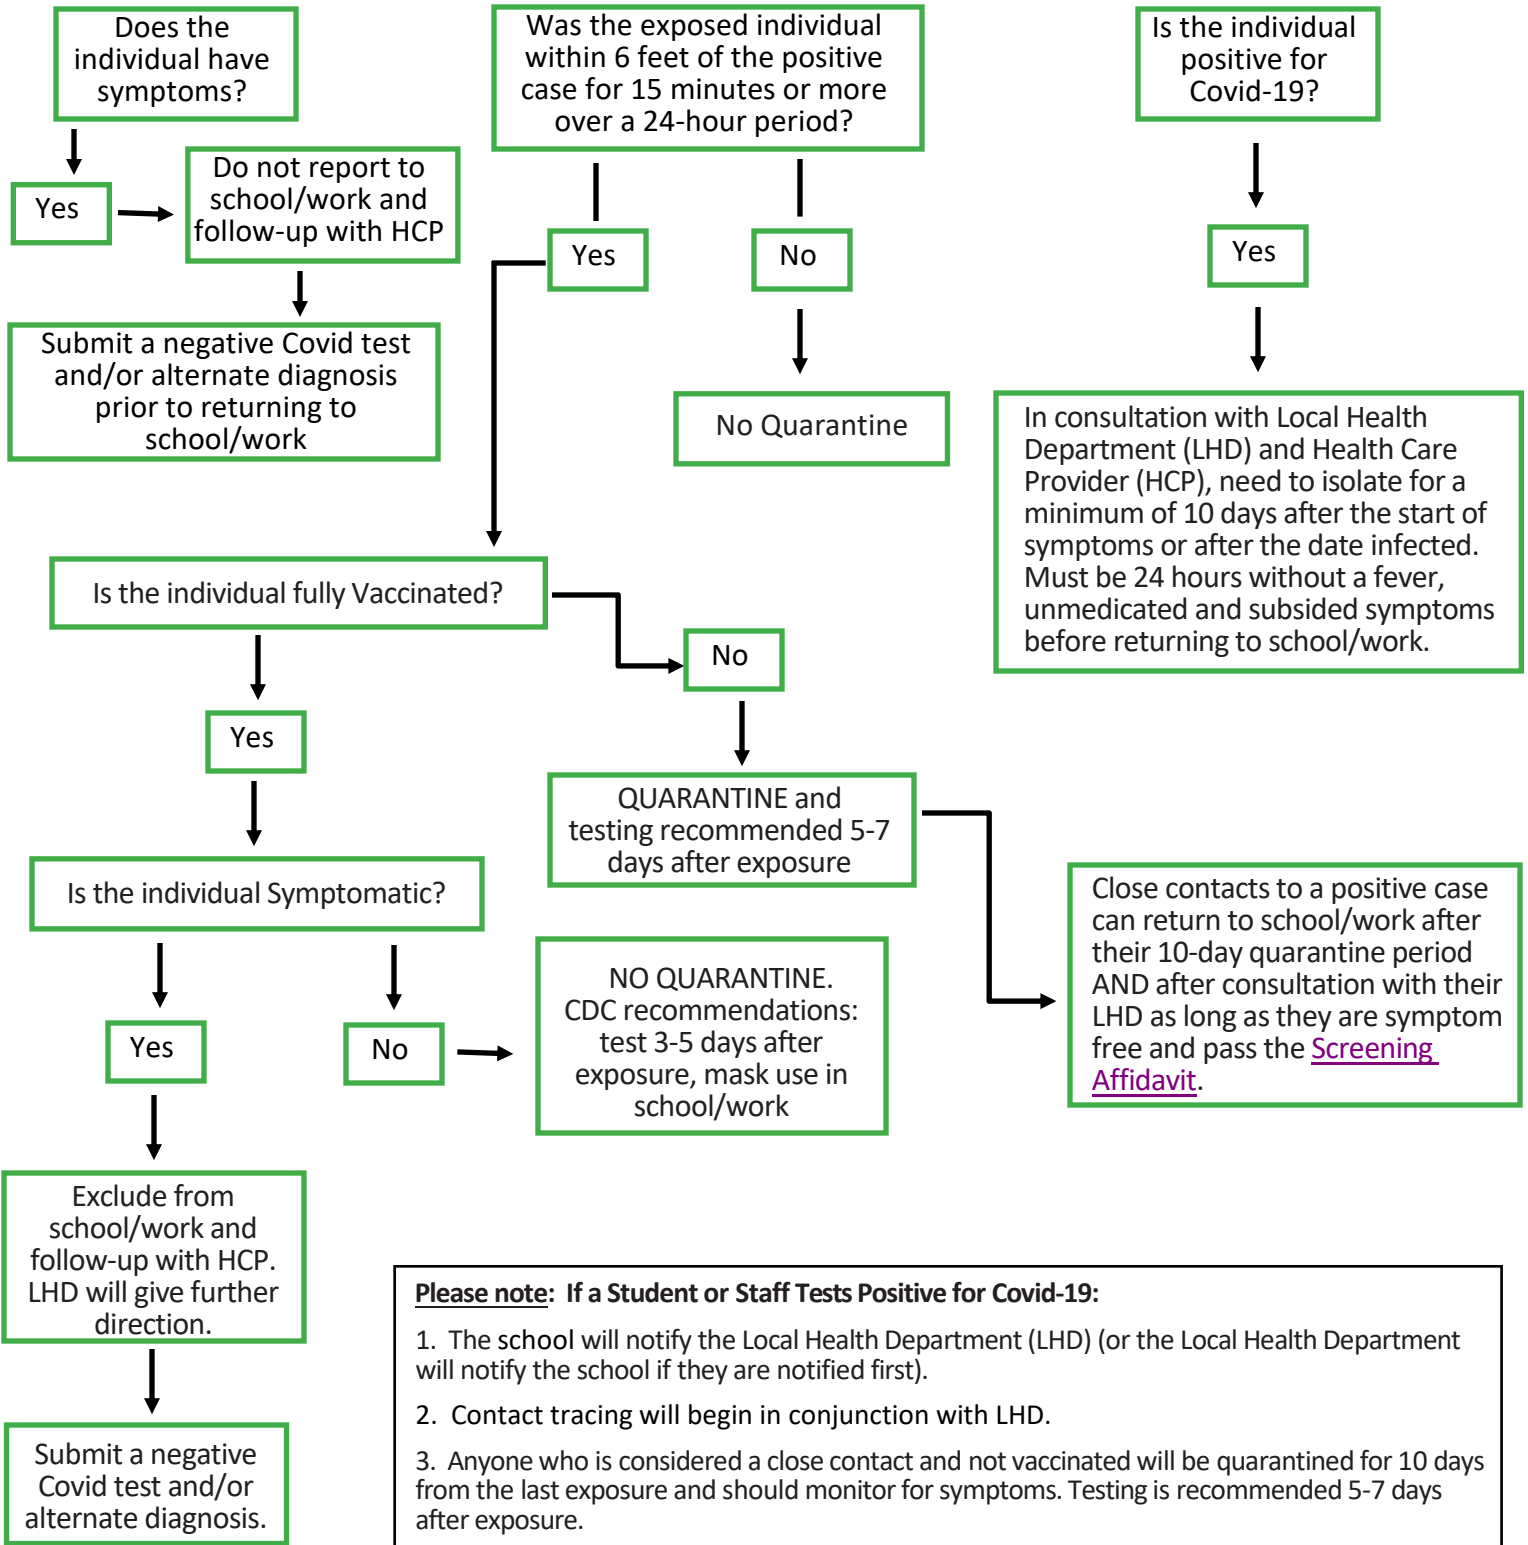 Does the
individual have
symptoms?
Yes
Do not report to
school/work and
follow-up with HCP
Submit a negative Covid test
and/or alternate diagnosis
prior to returning to
school/work
Was the exposed individual
within 6 feet of the positive
case for 15 minutes or more
over a 24-hour period?
Yes
No
No Quarantine
Is the individual
positive for
Covid-19?
Yes
In consultation with Local Health
Department (LHD) and Health Care
Provider (HCP), need to isolate for a
minimum of 10 days after the start of
symptoms or after the date infected.
Must be 24 hours without a fever,
unmedicated and subsided symptoms
before returning to school/work.
Is the individual fully Vaccinated?
No
Yes
QUARANTINE and
testing recommended 5-7
days after exposure
Close contacts to a positive case
can return to school/work after
their 10-day quarantine period
AND after consultation with their
LHD as long as they are symptom
free and pass the Screening
Affidavit.
Is the individual Symptomatic?
Yes
No
NO QUARANTINE.
CDC recommendations:
test 3-5 days after
exposure, mask use in
school/work
Exclude from
school/work and
follow-up with HCP.
LHD will give further
direction.
Submit a negative
Covid test and/or
alternate diagnosis.
Please note: If a Student or Staff Tests Positive for Covid-19:
1. The school will notify the Local Health Department (LHD) (or the Local Health Department
will notify the school if they are notified first).
2. Contact tracing will begin in conjunction with LHD.
3. Anyone who is considered a close contact and not vaccinated will be quarantined for 10 days
from the last exposure and should monitor for symptoms. Testing is recommended 5-7 days
after exposure.